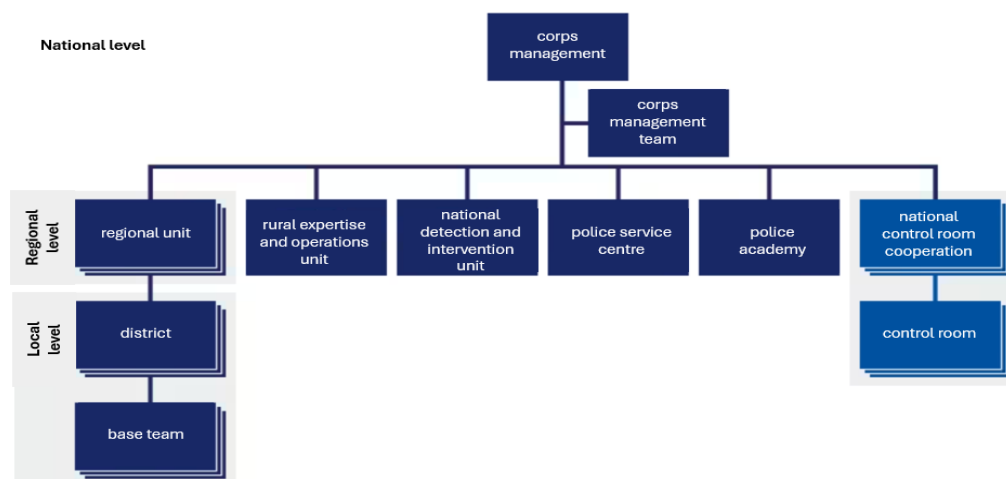 National level
corps
management
corps
management
team
Regional
level
regional unit
rural expertise
and operations
unit
national
detection and
intervention
unit
police service
centre
police
academy
national
control room
cooperation
Local
level
district
control room
base team